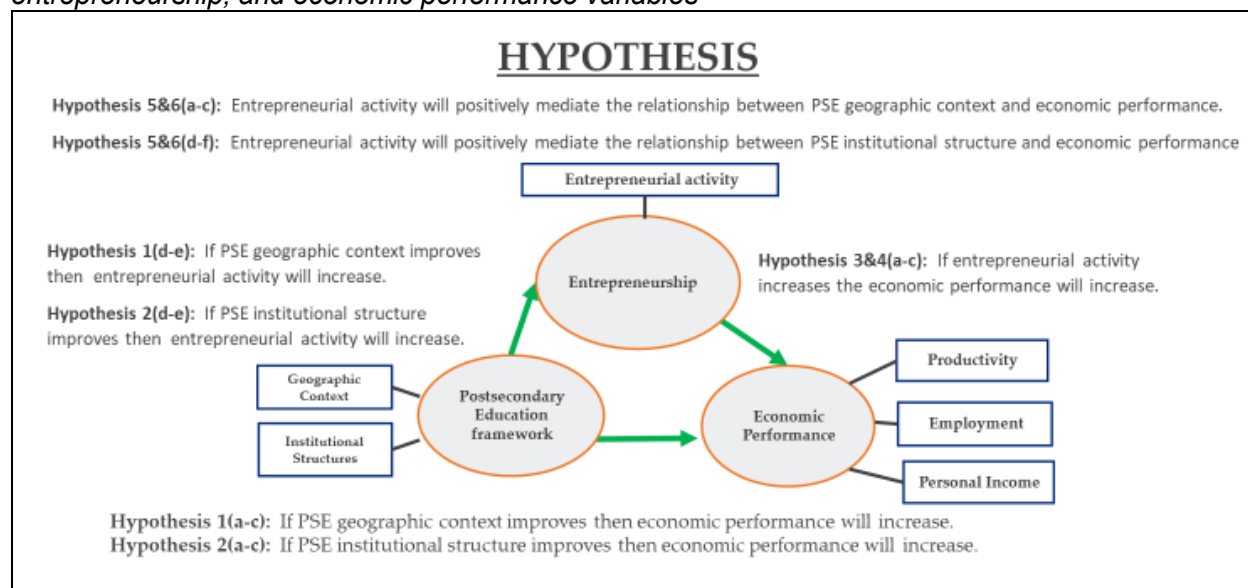 entrepreneurship, and economic performance variables
HYPOTHESIS
Hypothesis 5&6(a-c): Entrepreneurial activity will positively mediate the relationship between PSE geographic context and economic performance.
Hypothesis 5&6(d-f): Entrepreneurial activity will positively mediate the relationship between PSE institutional structure and economic performance
Entrepreneurial activity
Hypothesis 1(d-e): If PSE geographic context improves
then entrepreneurial activity will increase.
Hypothesis 2(d-e): If PSE institutional structure
improves then entrepreneurial activity will increase.
Entrepreneurship
Hypothesis 3&4(a-c): If entrepreneurial activity
increases the economic performance will increase.
Geographic
Context
Institutional
Structures
Postsecondary
Education
framework
Economic
Performance
Productivity
Employment
Personal Income
Hypothesis 1(a-c): If PSE geographic context improves then economic performance will increase.
Hypothesis 2(a-c): If PSE institutional structure improves then economic performance will increase.